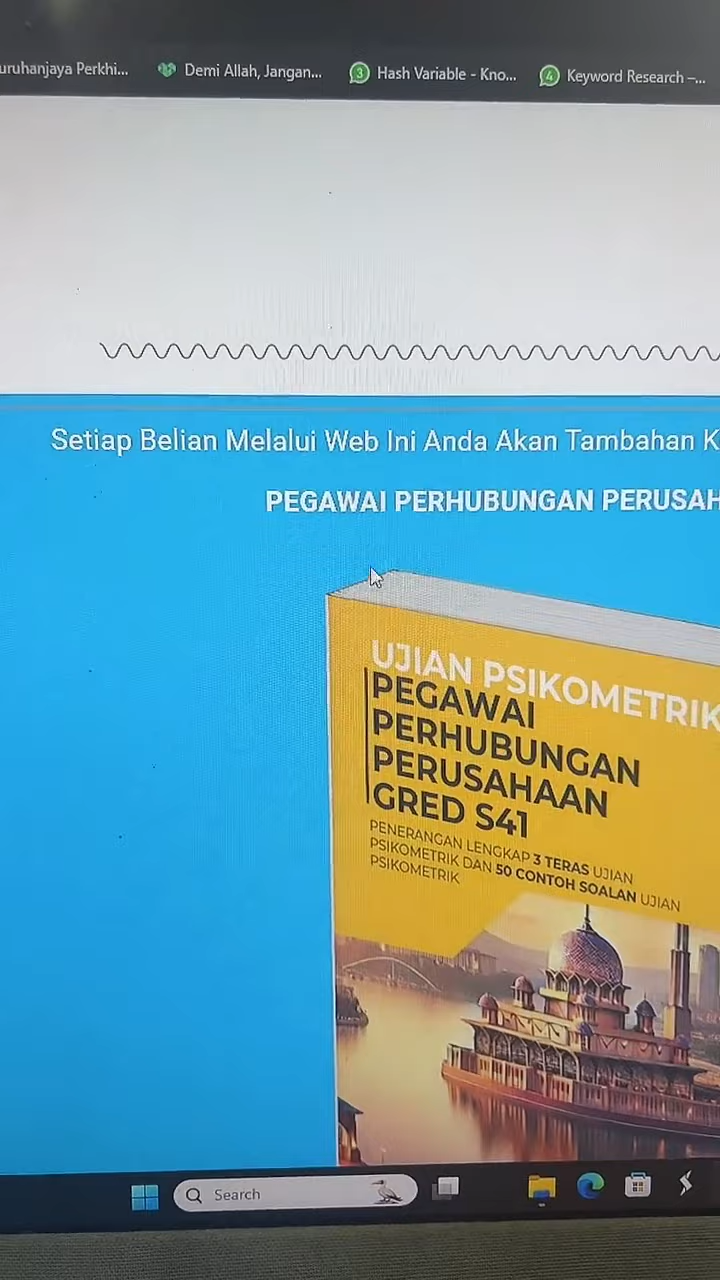 uruhanjaya Perkhi... Demi Allah, Jangan... 3 Hash Variable - Kno... 4 Keyword Research –...
Setiap Belian Melalui Web Ini Anda Akan Tambahan K
PEGAWAI PERHUBUNGAN PERUSAH
UJIAN PSIKOMETRIK
PEGAWAI
PERHUBUNGAN
PERUSAHAAN
GRED S41
PENERANGAN LENGKAP 3 TERAS UJIAN
PSIKOMETRIK DAN 50 CONTOH SOALAN UJIAN
PSIKOMETRIK
Search